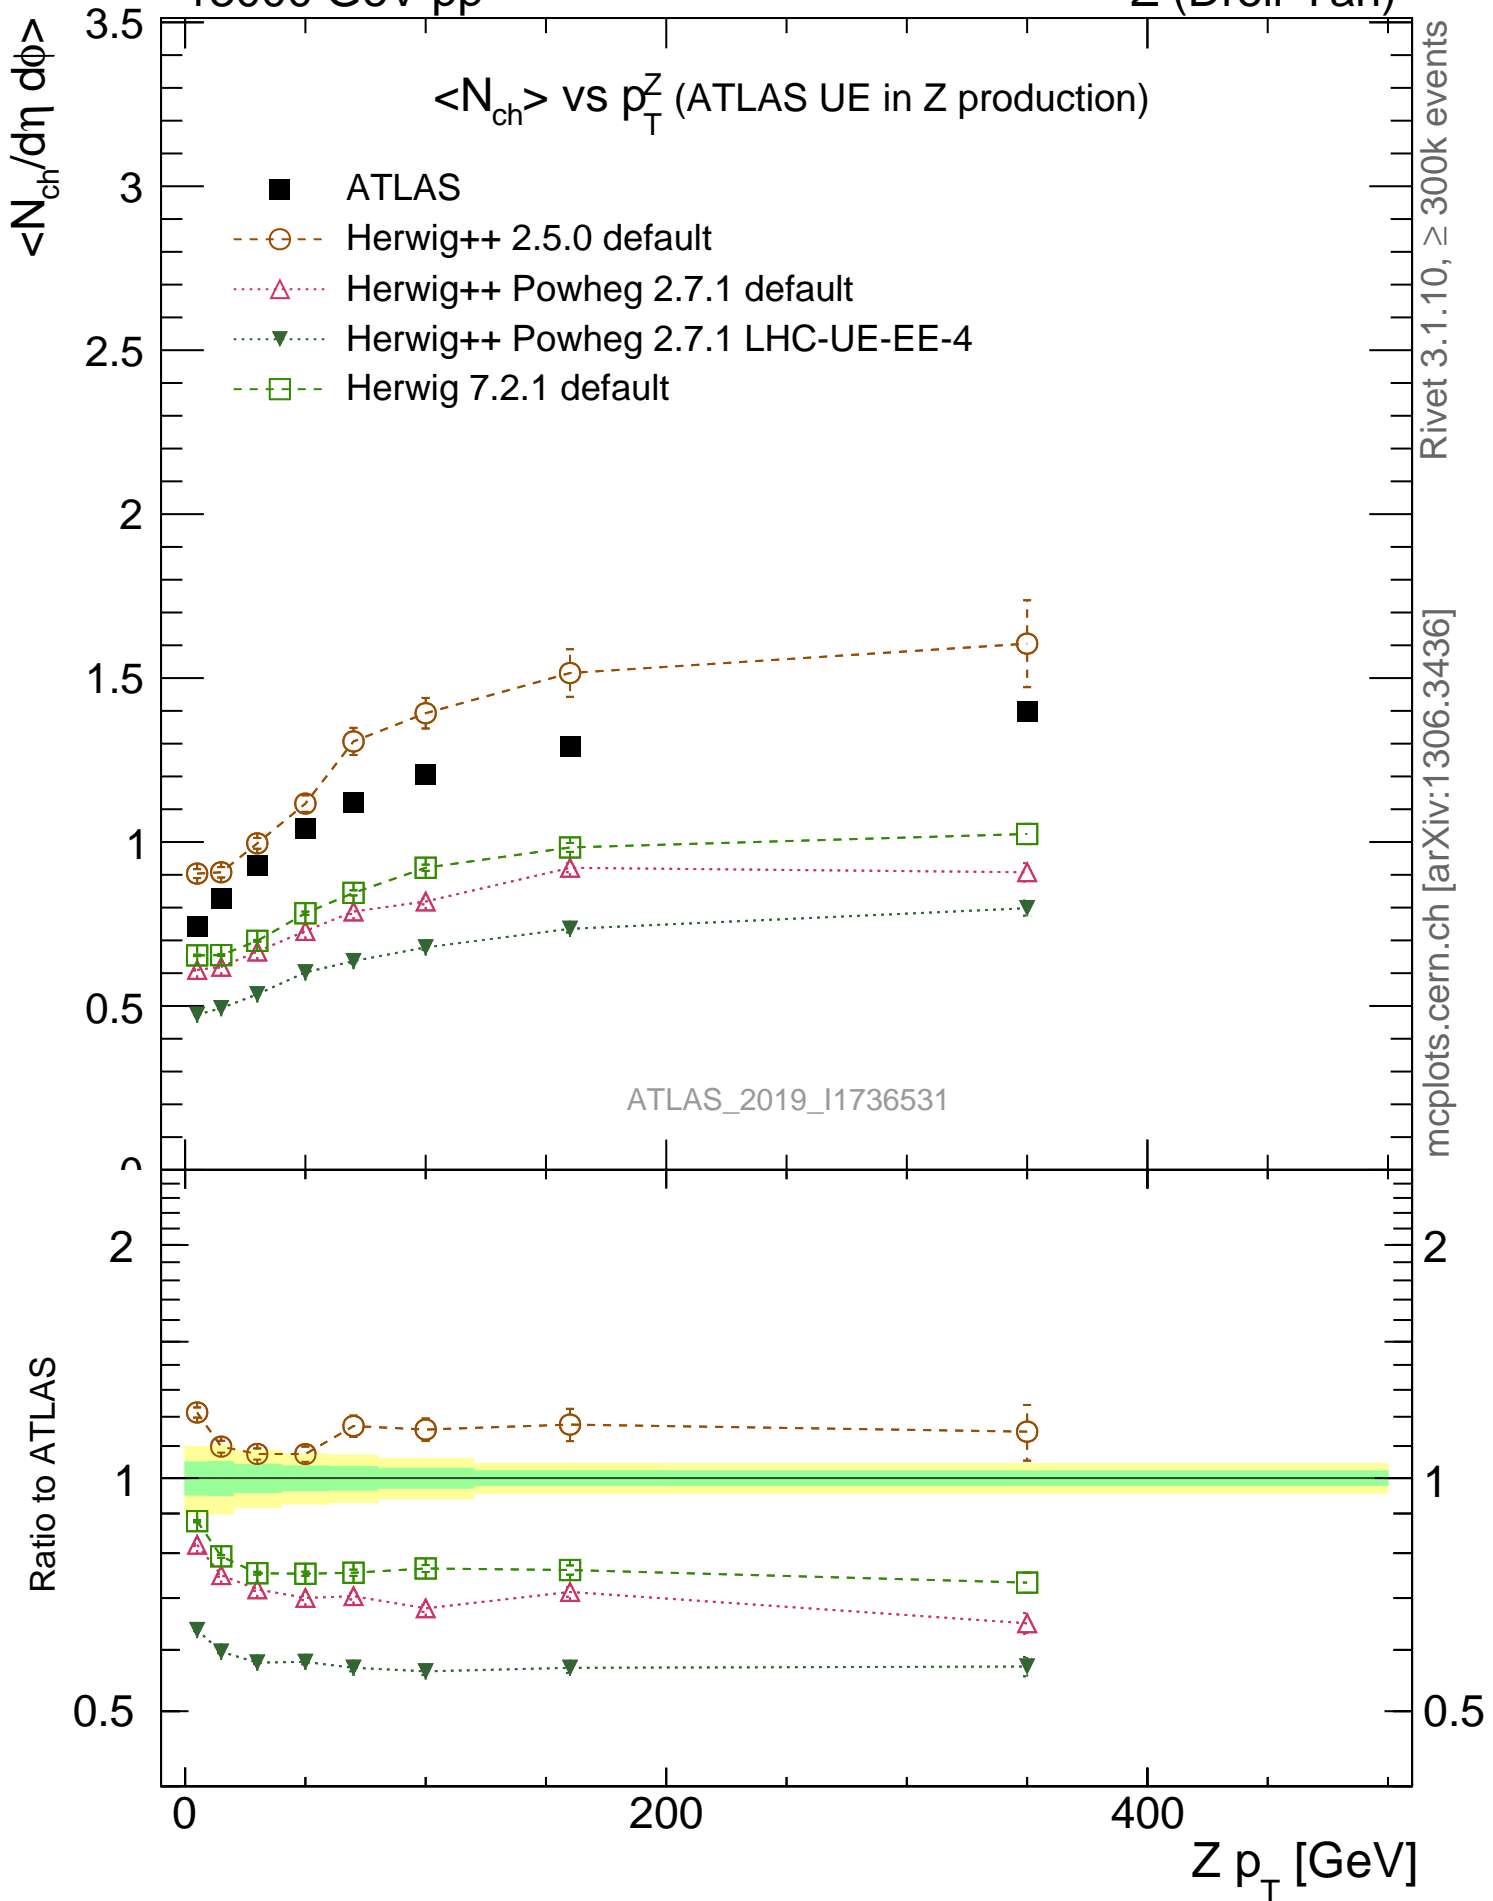 3.5
<N_ch> vs p_T^Z (ATLAS UE in Z production)
ATLAS
Herwig++ 2.5.0 default
Herwig++ Powheg 2.7.1 default
Herwig++ Powheg 2.7.1 LHC-UE-EE-4
Herwig 7.2.1 default
<N_ch/dη dϕ>
3
2.5
2
1.5
1
0.5
0
ATLAS_2019_I1736531
Rivet 3.1.10, ≥ 300k events
mcplots.cern.ch [arXiv:1306.3436]
Ratio to ATLAS
2
2
1
1
0.5
0.5
0
200
400
Z p_T [GeV]